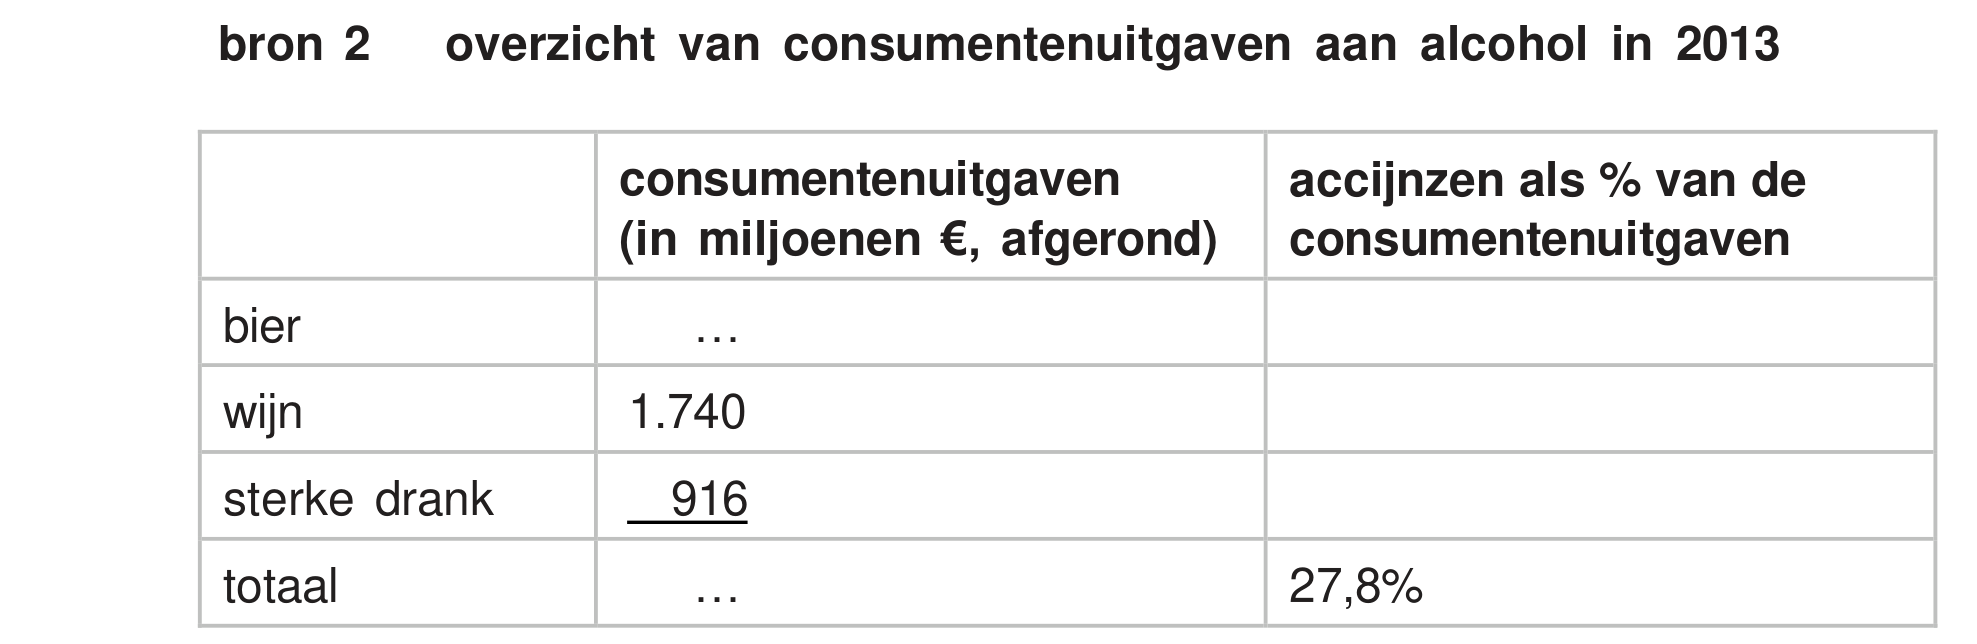 bron 2 overzicht van consumentenuitgaven aan alcohol in 2013
consumentenuitgaven
(in miljoenen €, afgerond)
accijnzen als % van de
consumentenuitgaven
bier …
wijn 1.740
sterke drank 916
totaal … 27,8%